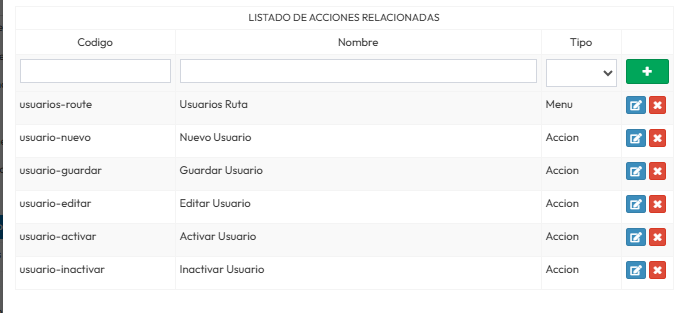 LISTADO DE ACCIONES RELACIONADAS
Codigo Nombre Tipo
usuarios-route Usuarios Ruta Menu
usuario-nuevo Nuevo Usuario Accion
usuario-guardar Guardar Usuario Accion
usuario-editar Editar Usuario Accion
usuario-activar Activar Usuario Accion
usuario-inactivar Inactivar Usuario Accion